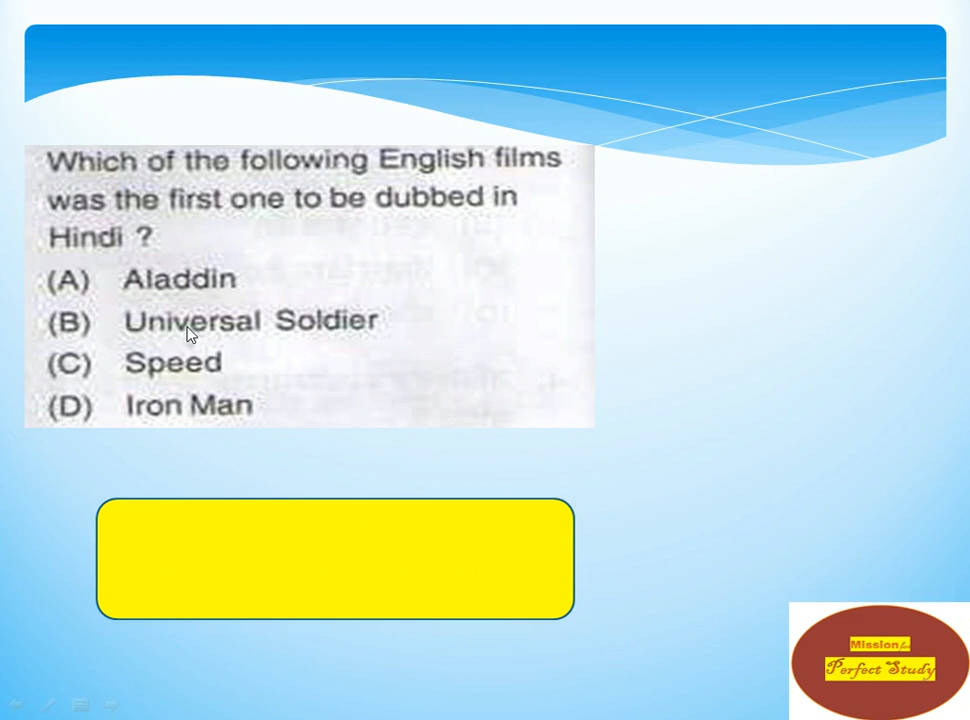 Which of the following English films
was the first one to be dubbed in
Hindi ?
(A) Aladdin
(B) Universal Soldier
(C) Speed
(D) Iron Man
Mission for
Perfect Study